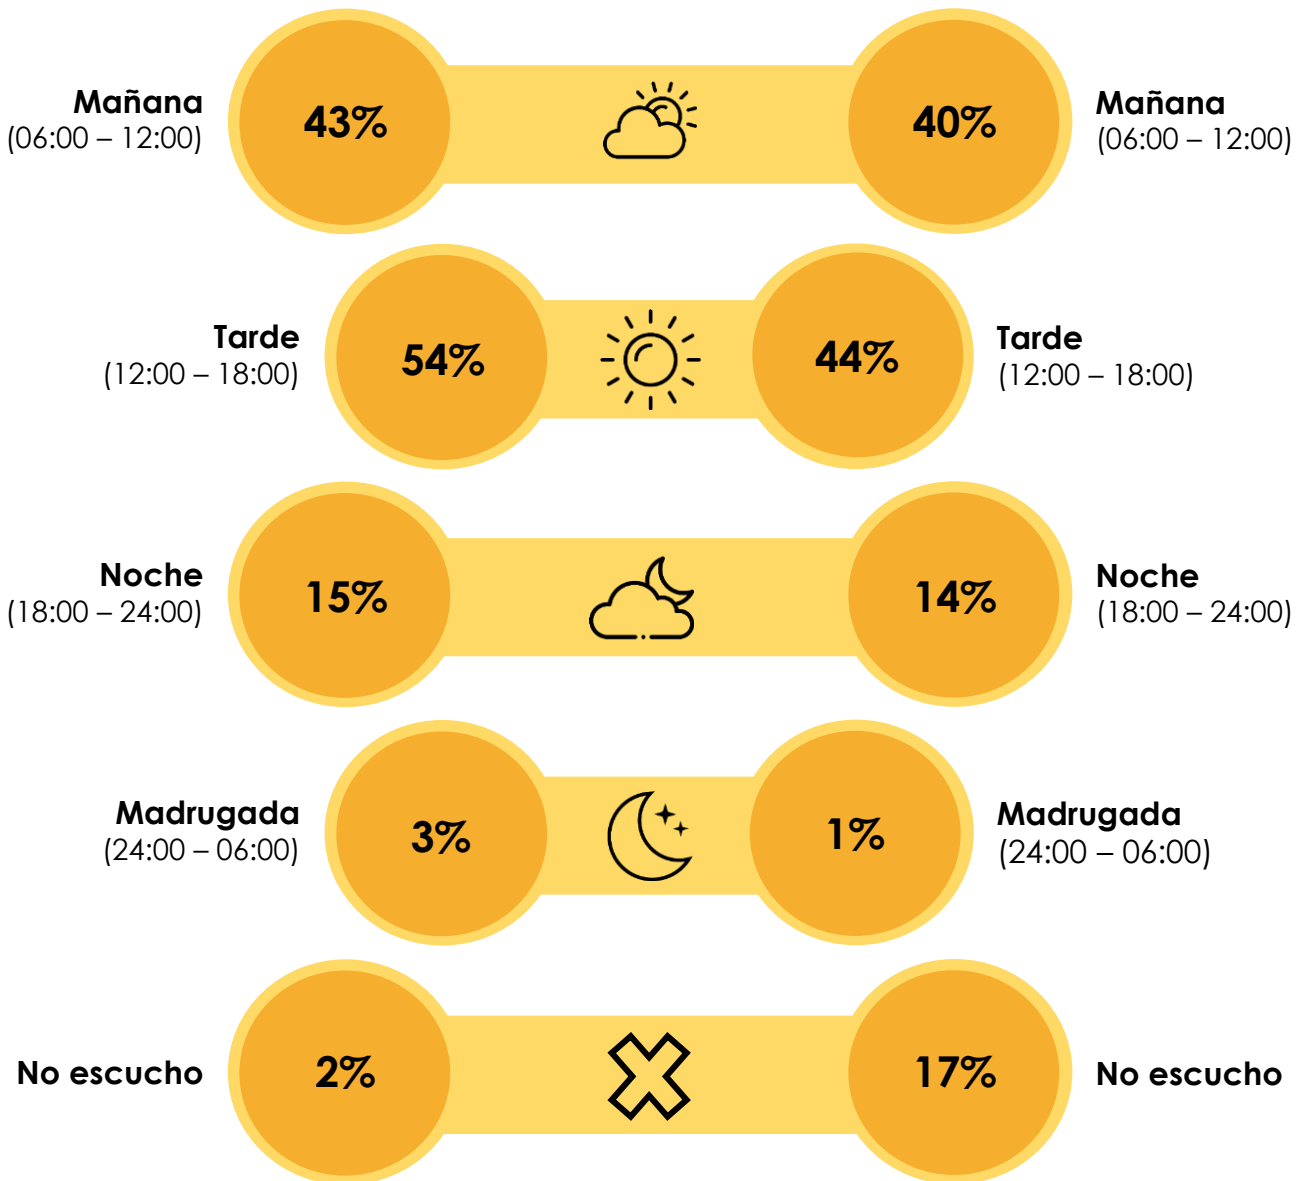 Mañana
(06:00 – 12:00)
43%
40%
Mañana
(06:00 – 12:00)
Tarde
(12:00 – 18:00)
54%
44%
Tarde
(12:00 – 18:00)
Noche
(18:00 – 24:00)
15%
14%
Noche
(18:00 – 24:00)
Madrugada
(24:00 – 06:00)
3%
1%
Madrugada
(24:00 – 06:00)
No escucho
2%
17%
No escucho